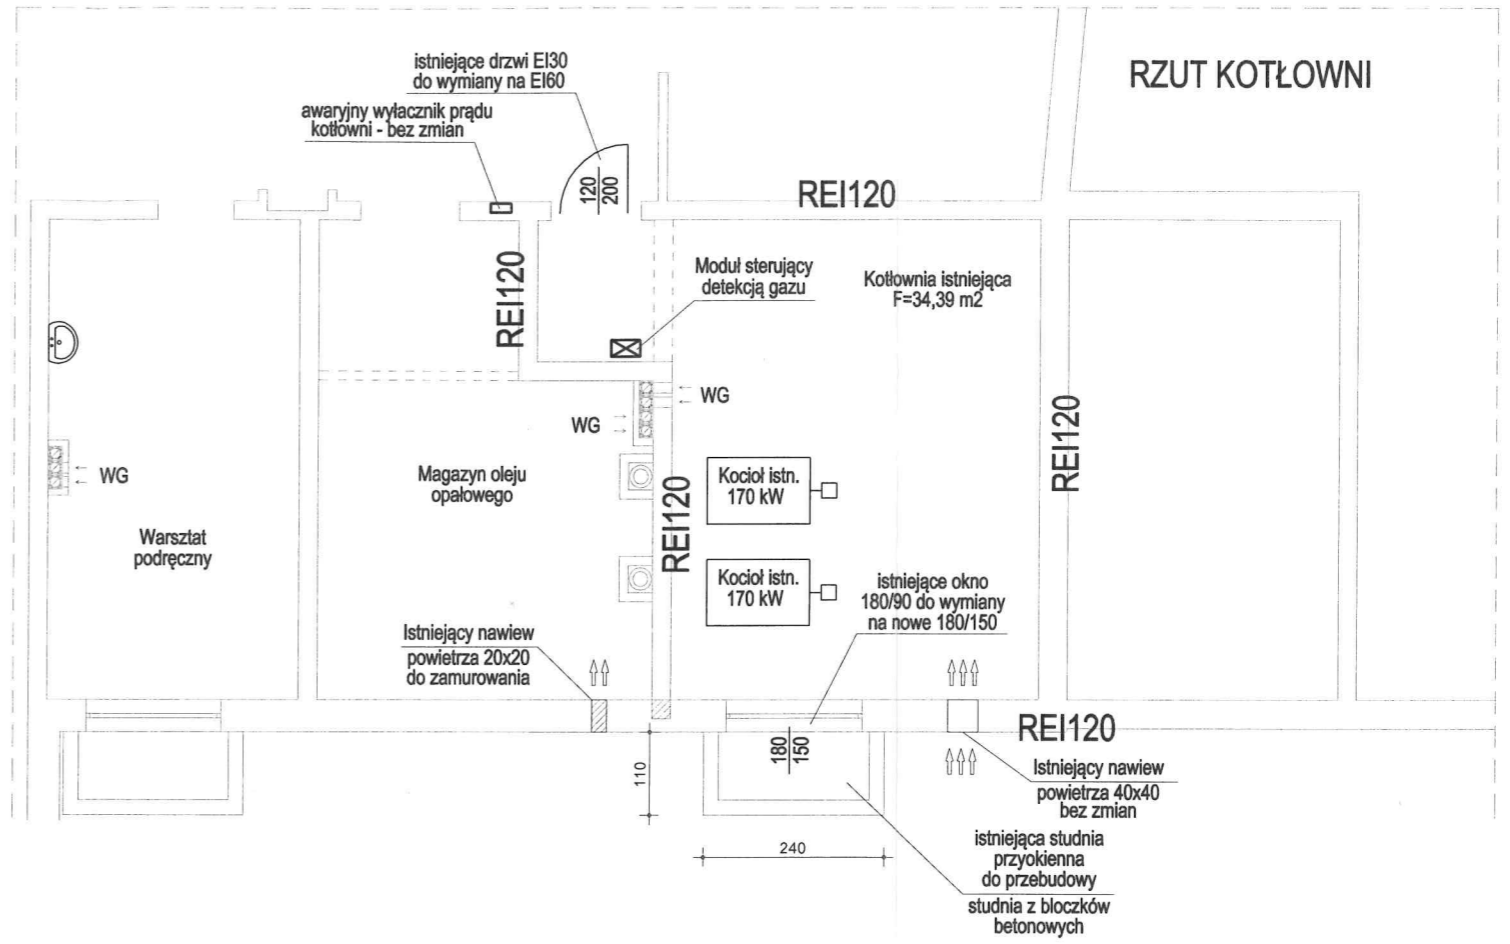 RZUT KOTŁOWNI
istniejące drzwi EI30
do wymiany na EI60
awaryjny wyłacznik prądu
kotłowni - bez zmian
120
200
REI120
REI120
Moduł sterujący
detekcją gazu
Kotłownia istniejąca
F=34,39 m2
WG
WG
WG
REI120
Magazyn oleju
opałowego
REI120
Kocioł istn.
170 kW
Warsztat
podręczny
Kocioł istn.
170 kW
istniejące okno
180/90 do wymiany
na nowe 180/150
Istniejący nawiew
powietrza 20x20
do zamurowania
REI120
180
150
110
Istniejący nawiew
powietrza 40x40
bez zmian
240
istniejąca studnia
przyokienna
do przebudowy
studnia z bloczków
betonowych